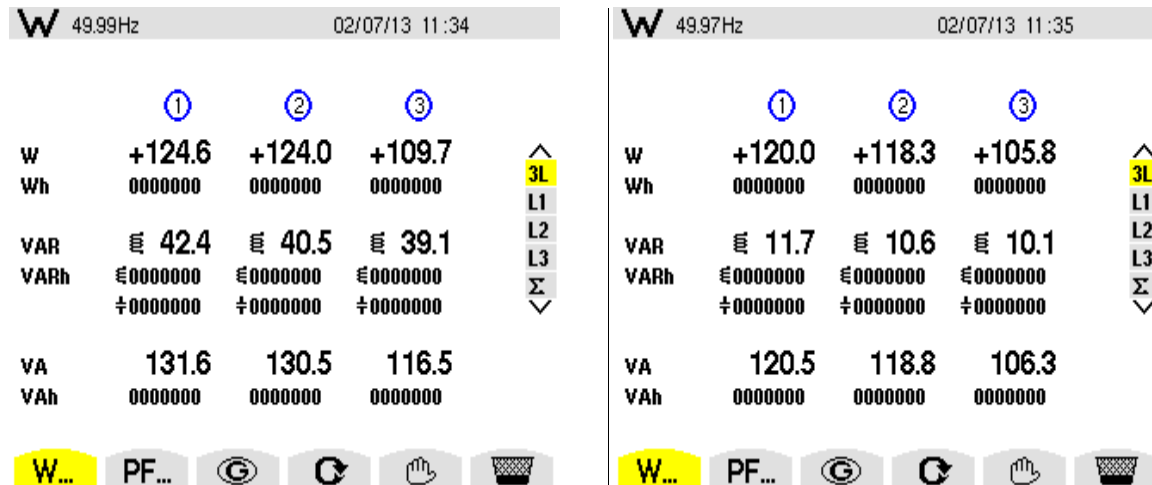 W 49.99Hz 02/07/13 11:34
1 2 3
W +124.6 +124.0 +109.7
Wh 0000000 0000000 0000000
VAR 42.4 40.5 39.1
VARh 0000000 0000000 0000000
0000000 0000000 0000000
VA 131.6 130.5 116.5
VAh 0000000 0000000 0000000
3L
L1
L2
L3
Σ
W... PF... G
W 49.97Hz 02/07/13 11:35
1 2 3
W +120.0 +118.3 +105.8
Wh 0000000 0000000 0000000
VAR 11.7 10.6 10.1
VARh 0000000 0000000 0000000
0000000 0000000 0000000
VA 120.5 118.8 106.3
VAh 0000000 0000000 0000000
3L
L1
L2
L3
Σ
W... PF... G